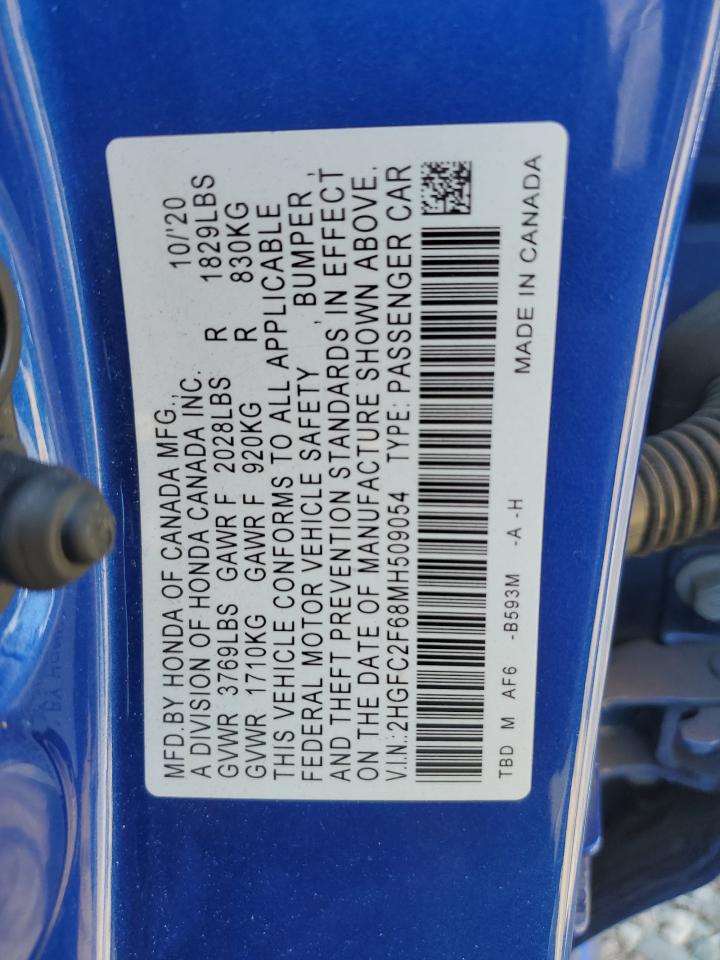 MFD.BY HONDA OF CANADA MFG., 10/'20
A DIVISION OF HONDA CANADA INC.
GVWR 3769LBS GAWR F 2028LBS R 1829LBS
GVWR 1710KG GAWR F 920KG R 830KG
THIS VEHICLE CONFORMS TO ALL APPLICABLE
FEDERAL MOTOR VEHICLE SAFETY , BUMPER ,
AND THEFT PREVENTION STANDARDS IN EFFECT
ON THE DATE OF MANUFACTURE SHOWN ABOVE.
V.I.N.:2HGFC2F68MH509054 TYPE: PASSENGER CAR
TBD M AF6 -B593M -A -H MADE IN CANADA